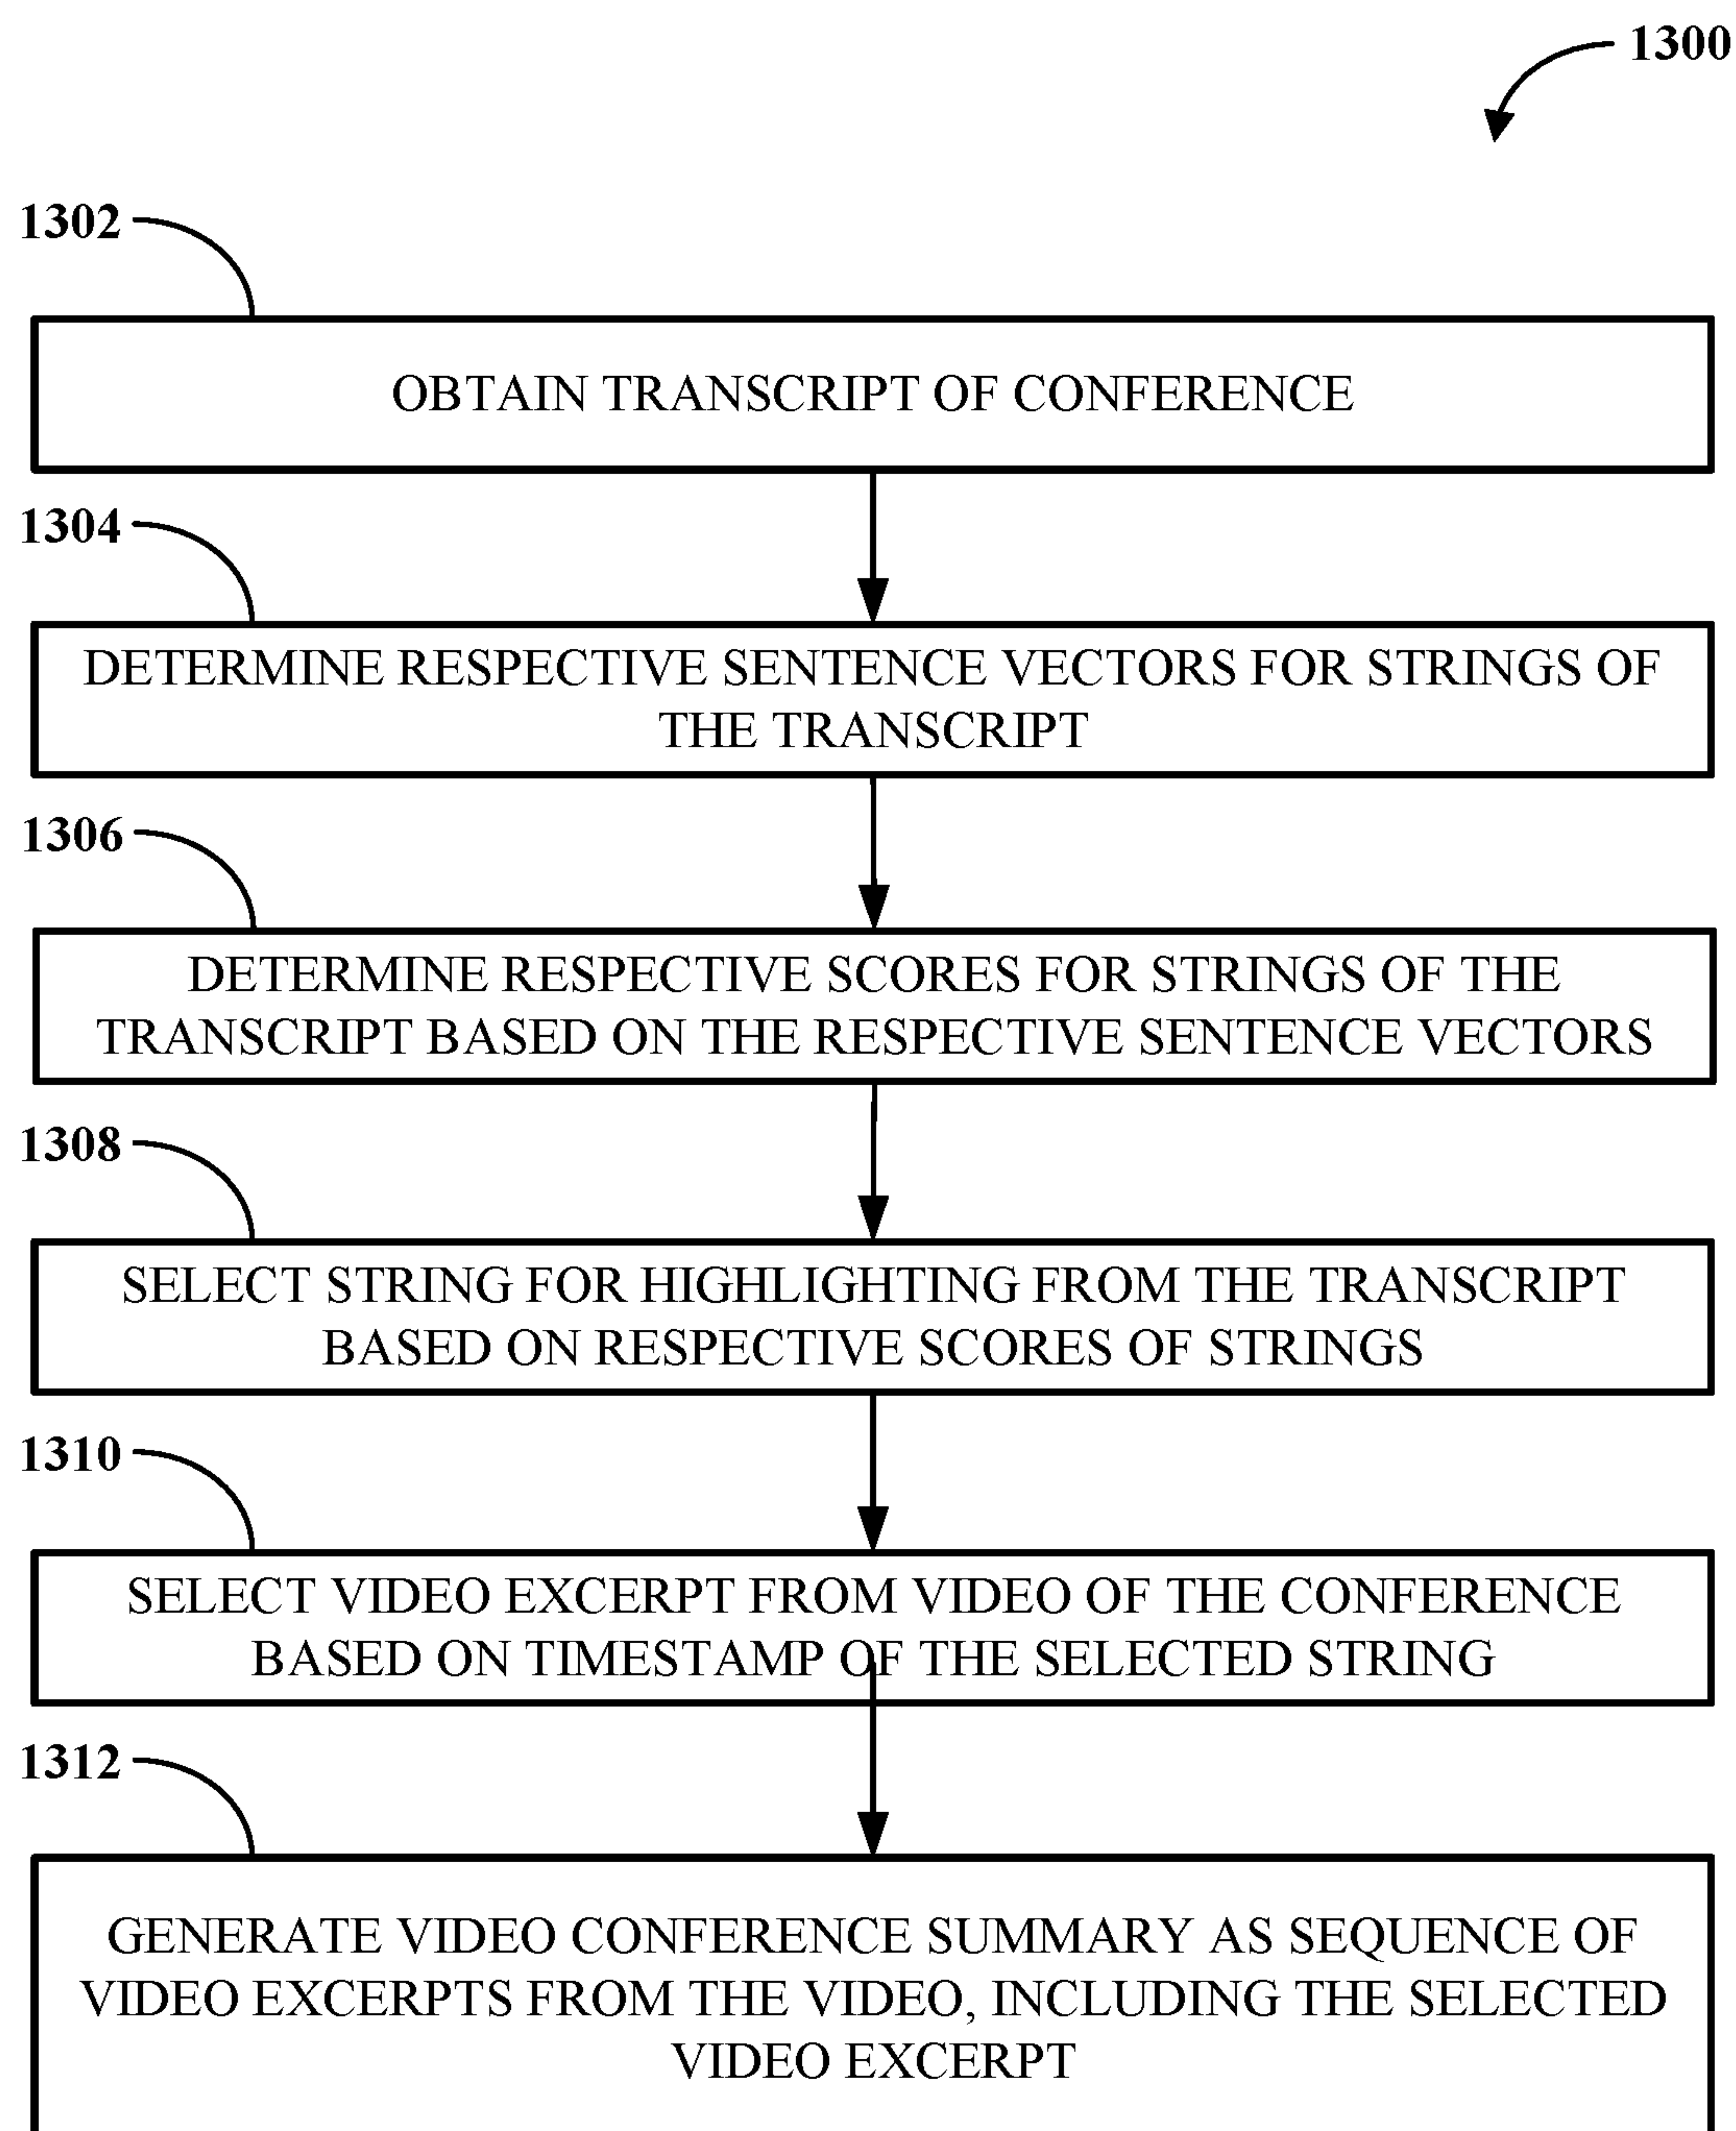 1300
1302
OBTAIN TRANSCRIPT OF CONFERENCE
1304
DETERMINE RESPECTIVE SENTENCE VECTORS FOR STRINGS OF
THE TRANSCRIPT
1306
DETERMINE RESPECTIVE SCORES FOR STRINGS OF THE
TRANSCRIPT BASED ON THE RESPECTIVE SENTENCE VECTORS
1308
SELECT STRING FOR HIGHLIGHTING FROM THE TRANSCRIPT
BASED ON RESPECTIVE SCORES OF STRINGS
1310
SELECT VIDEO EXCERPT FROM VIDEO OF THE CONFERENCE
BASED ON TIMESTAMP OF THE SELECTED STRING
1312
GENERATE VIDEO CONFERENCE SUMMARY AS SEQUENCE OF
VIDEO EXCERPTS FROM THE VIDEO, INCLUDING THE SELECTED
VIDEO EXCERPT